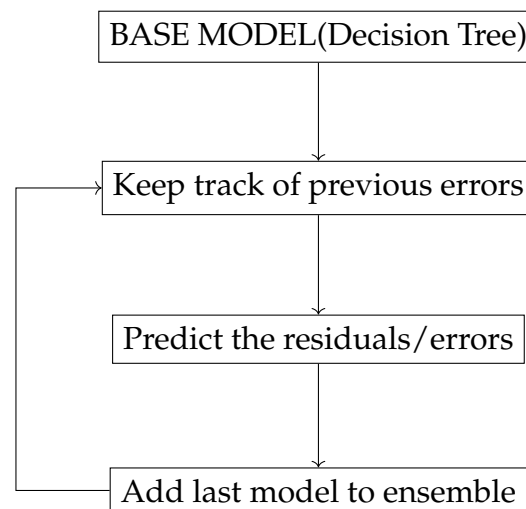 BASE MODEL(Decision Tree)
Keep track of previous errors
Predict the residuals/errors
Add last model to ensemble